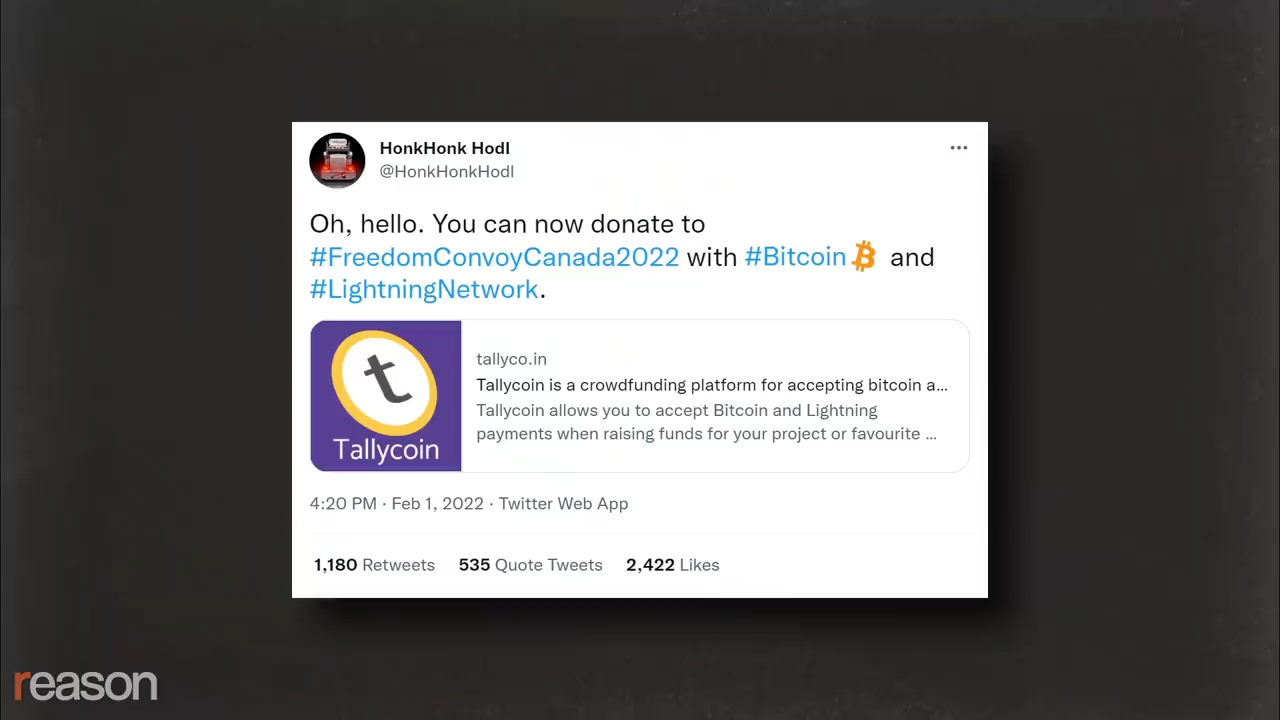 HonkHonk Hodl
@HonkHonkHodl
Oh, hello. You can now donate to
#FreedomConvoyCanada2022 with #Bitcoin and
#LightningNetwork.
t
Tallycoin
tallyco.in
Tallycoin is a crowdfunding platform for accepting bitcoin a...
Tallycoin allows you to accept Bitcoin and Lightning
payments when raising funds for your project or favourite ...
4:20 PM · Feb 1, 2022 · Twitter Web App
1,180 Retweets 535 Quote Tweets 2,422 Likes
reason